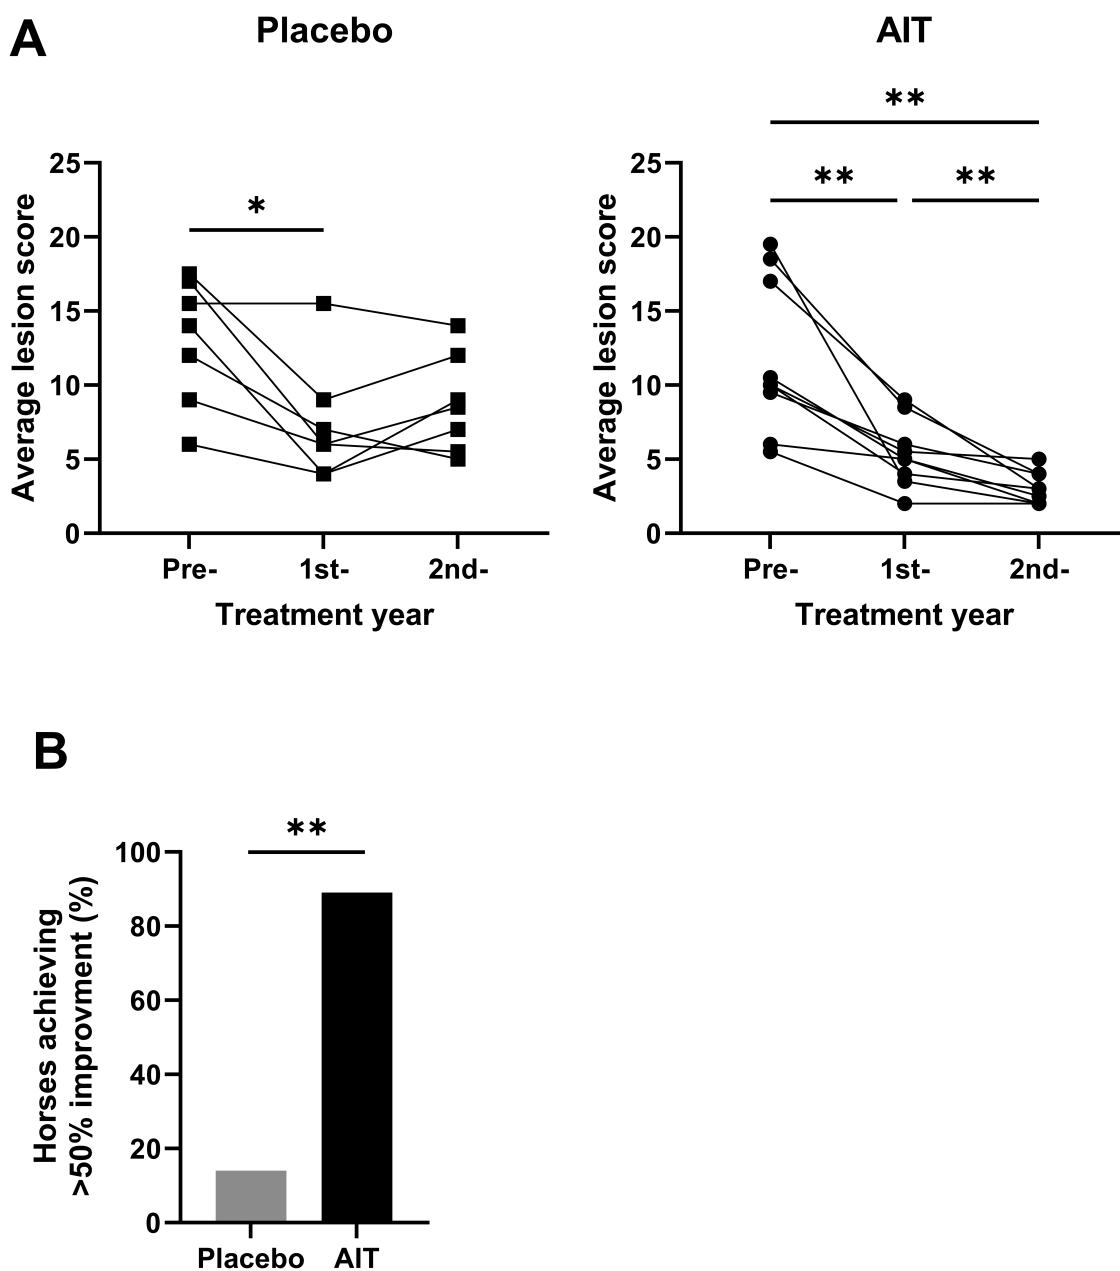 A
Placebo
AIT
**
25
20
15
10
5
0
Average lesion score
*
Pre- 1st- 2nd-
Treatment year
25
20
15
10
5
0
Average lesion score
** **
Pre- 1st- 2nd-
Treatment year
B
**
100
80
60
40
20
0
Horses achieving
>50% improvment (%)
Placebo AIT